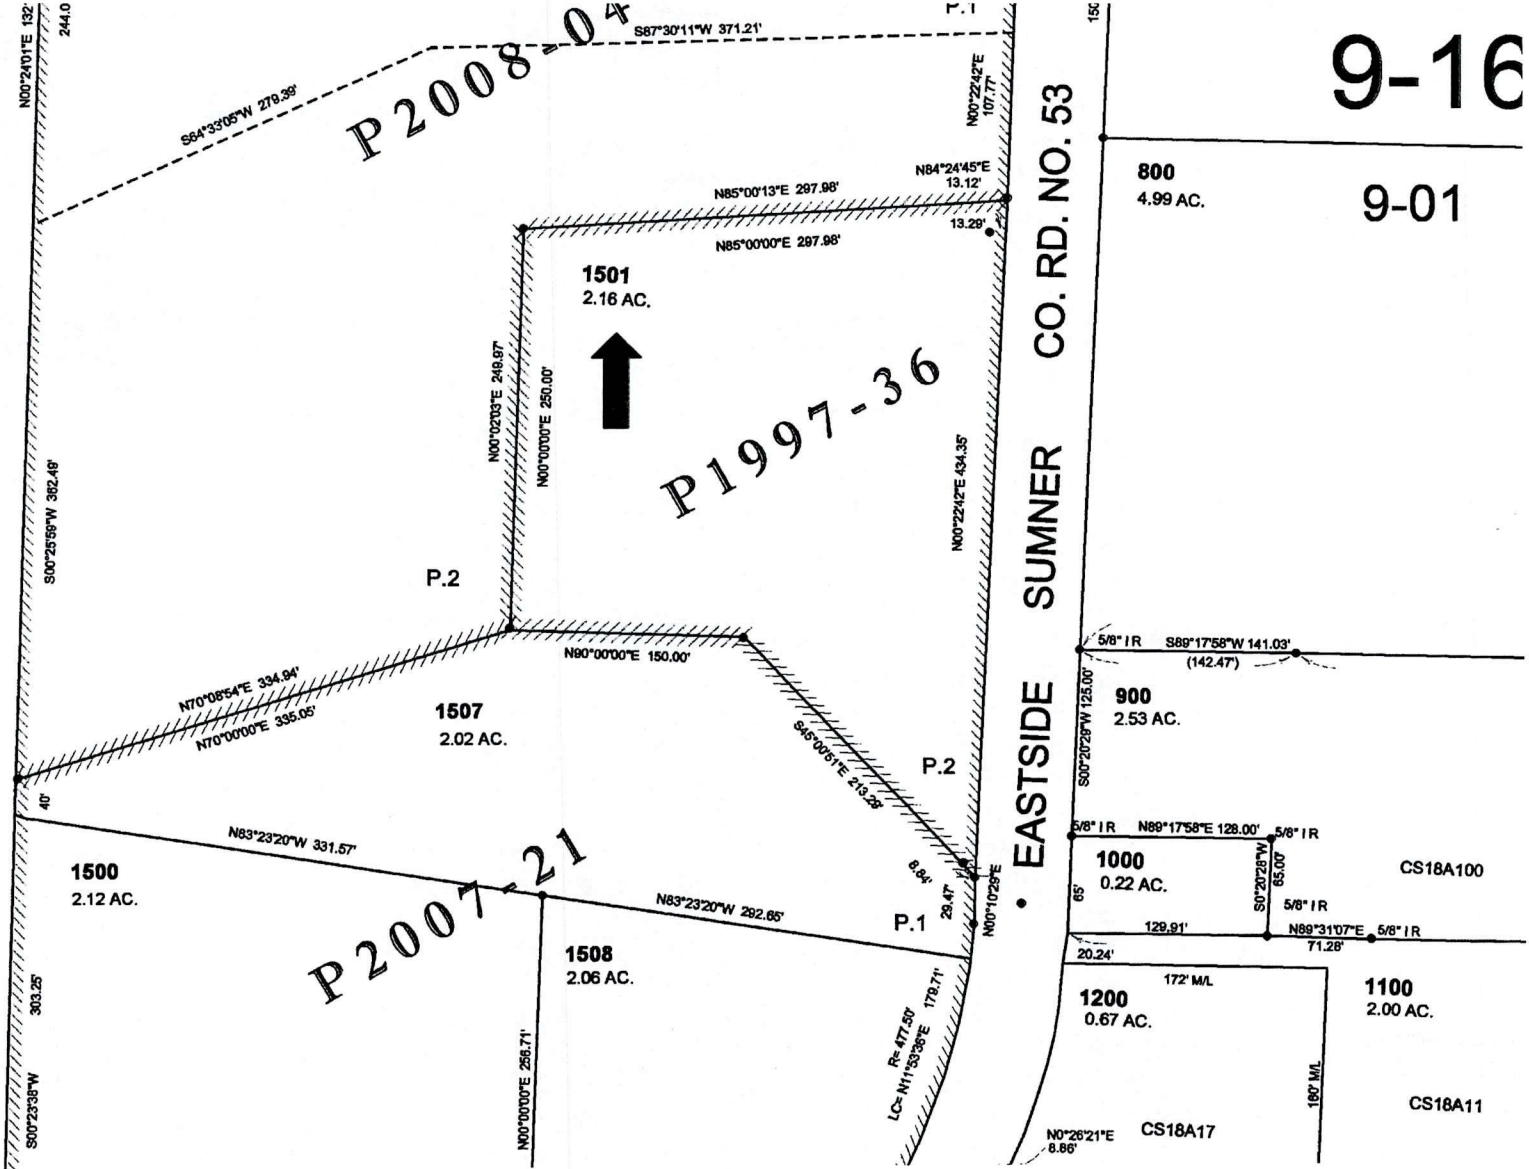 N00°24'01"E 132'
244.0
S64°33'05"W 279.39'
S87°30'11"W 371.21'
P2008-04
P.1
150
N00°22'42"E
107.77'
9-16
N84°24'45"E
13.12'
N85°00'13"E 297.98'
13.29'
N85°00'00"E 297.98'
CO. RD. NO. 53
800
4.99 AC.
9-01
1501
2.16 AC.
N00°02'03"E 249.97'
N00°00'00"E 250.00'
P1997-36
N00°22'42"E 434.35'
S00°25'59"W 362.49'
P.2
SUMNER
N90°00'00"E 150.00'
5/8" I R
S89°17'58"W 141.03'
(142.47')
N70°08'54"E 334.94'
N70°00'00"E 335.05'
1507
2.02 AC.
S45°00'51"E 213.29'
P.2
EASTSIDE
S00°20'29"W 125.00'
900
2.53 AC.
40'
N83°23'20"W 331.57'
5/8" I R
N89°17'58"E 128.00'
5/8" I R
1500
2.12 AC.
P2007-21
N83°23'20"W 292.65'
8.84'
29.47'
N00°10'29"E
P.1
65'
1000
0.22 AC.
S0°20'28"W
65.00'
CS18A100
5/8" I R
129.91'
N89°31'07"E
71.28'
5/8" I R
1508
2.06 AC.
20.24'
172' M/L
303.25'
S00°23'38"W
N00°00'00"E 256.71'
R= 477.50'
LC= N11°53'36"E 179.71'
1200
0.67 AC.
1100
2.00 AC.
160' M/L
CS18A11
N0°26'21"E
8.86'
CS18A17